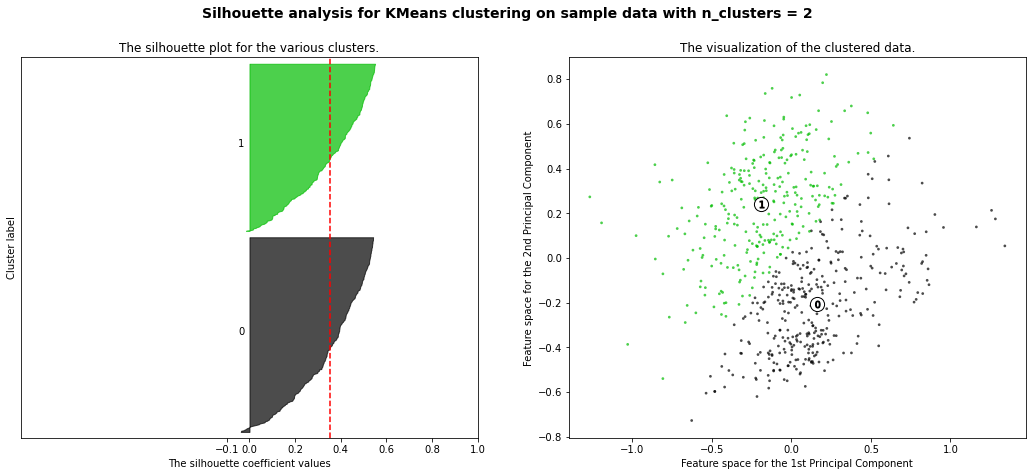 Silhouette analysis for KMeans clustering on sample data with n_clusters = 2
The silhouette plot for the various clusters.
1
0
Cluster label
−0.1 0.0 0.2 0.4 0.6 0.8 1.0
The silhouette coefficient values
The visualization of the clustered data.
0.8
0.6
0.4
0.2
0.0
−0.2
−0.4
−0.6
−0.8
Feature space for the 2nd Principal Component
1
0
−1.0 −0.5 0.0 0.5 1.0
Feature space for the 1st Principal Component